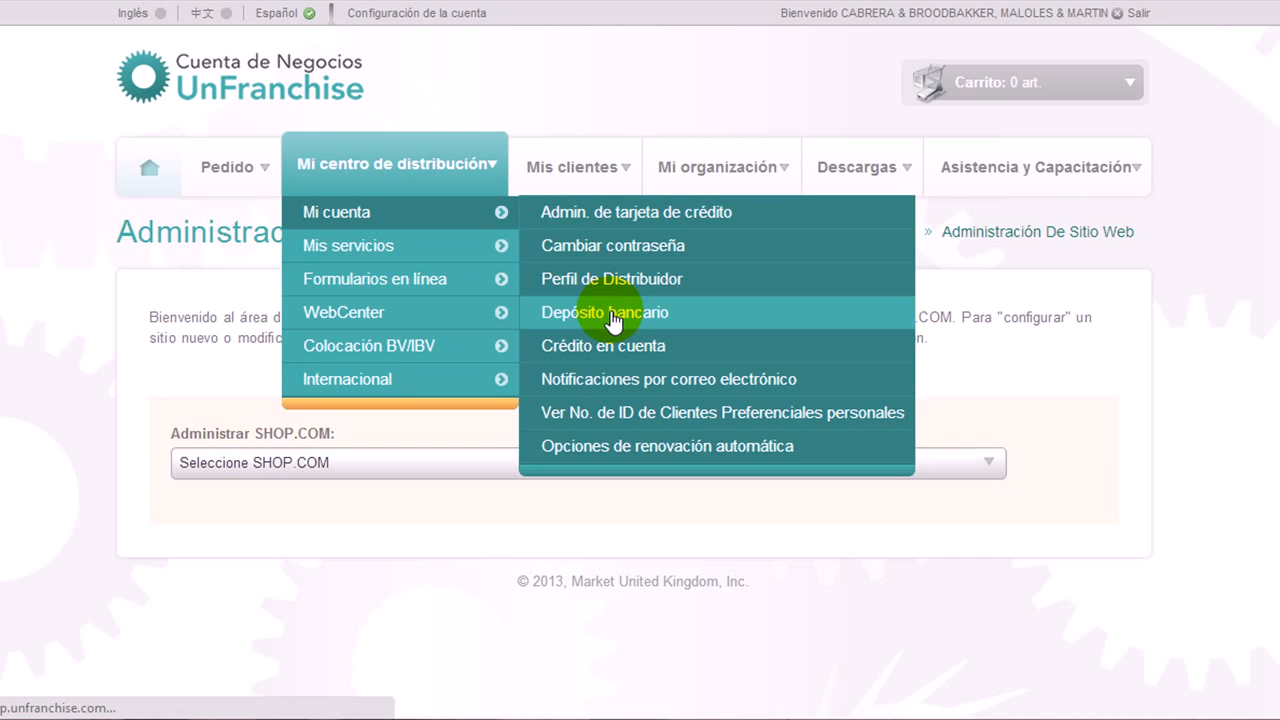 Inglés
中文
Español
Configuración de la cuenta
Bienvenido CABRERA & BROODBAKKER, MALOLES & MARTIN
Salir
Cuenta de Negocios
UnFranchise
Carrito: 0 art.
Pedido
Mi centro de distribución
Mis clientes
Mi organización
Descargas
Asistencia y Capacitación
Administrac
» Administración De Sitio Web
Mi cuenta
Mis servicios
Formularios en línea
WebCenter
Colocación BV/IBV
Internacional
Admin. de tarjeta de crédito
Cambiar contraseña
Perfil de Distribuidor
Depósito bancario
Crédito en cuenta
Notificaciones por correo electrónico
Ver No. de ID de Clientes Preferenciales personales
Opciones de renovación automática
Bienvenido al área d
.COM. Para "configurar" un
sitio nuevo o modific
n.
Administrar SHOP.COM:
Seleccione SHOP.COM
© 2013, Market United Kingdom, Inc.
p.unfranchise.com...